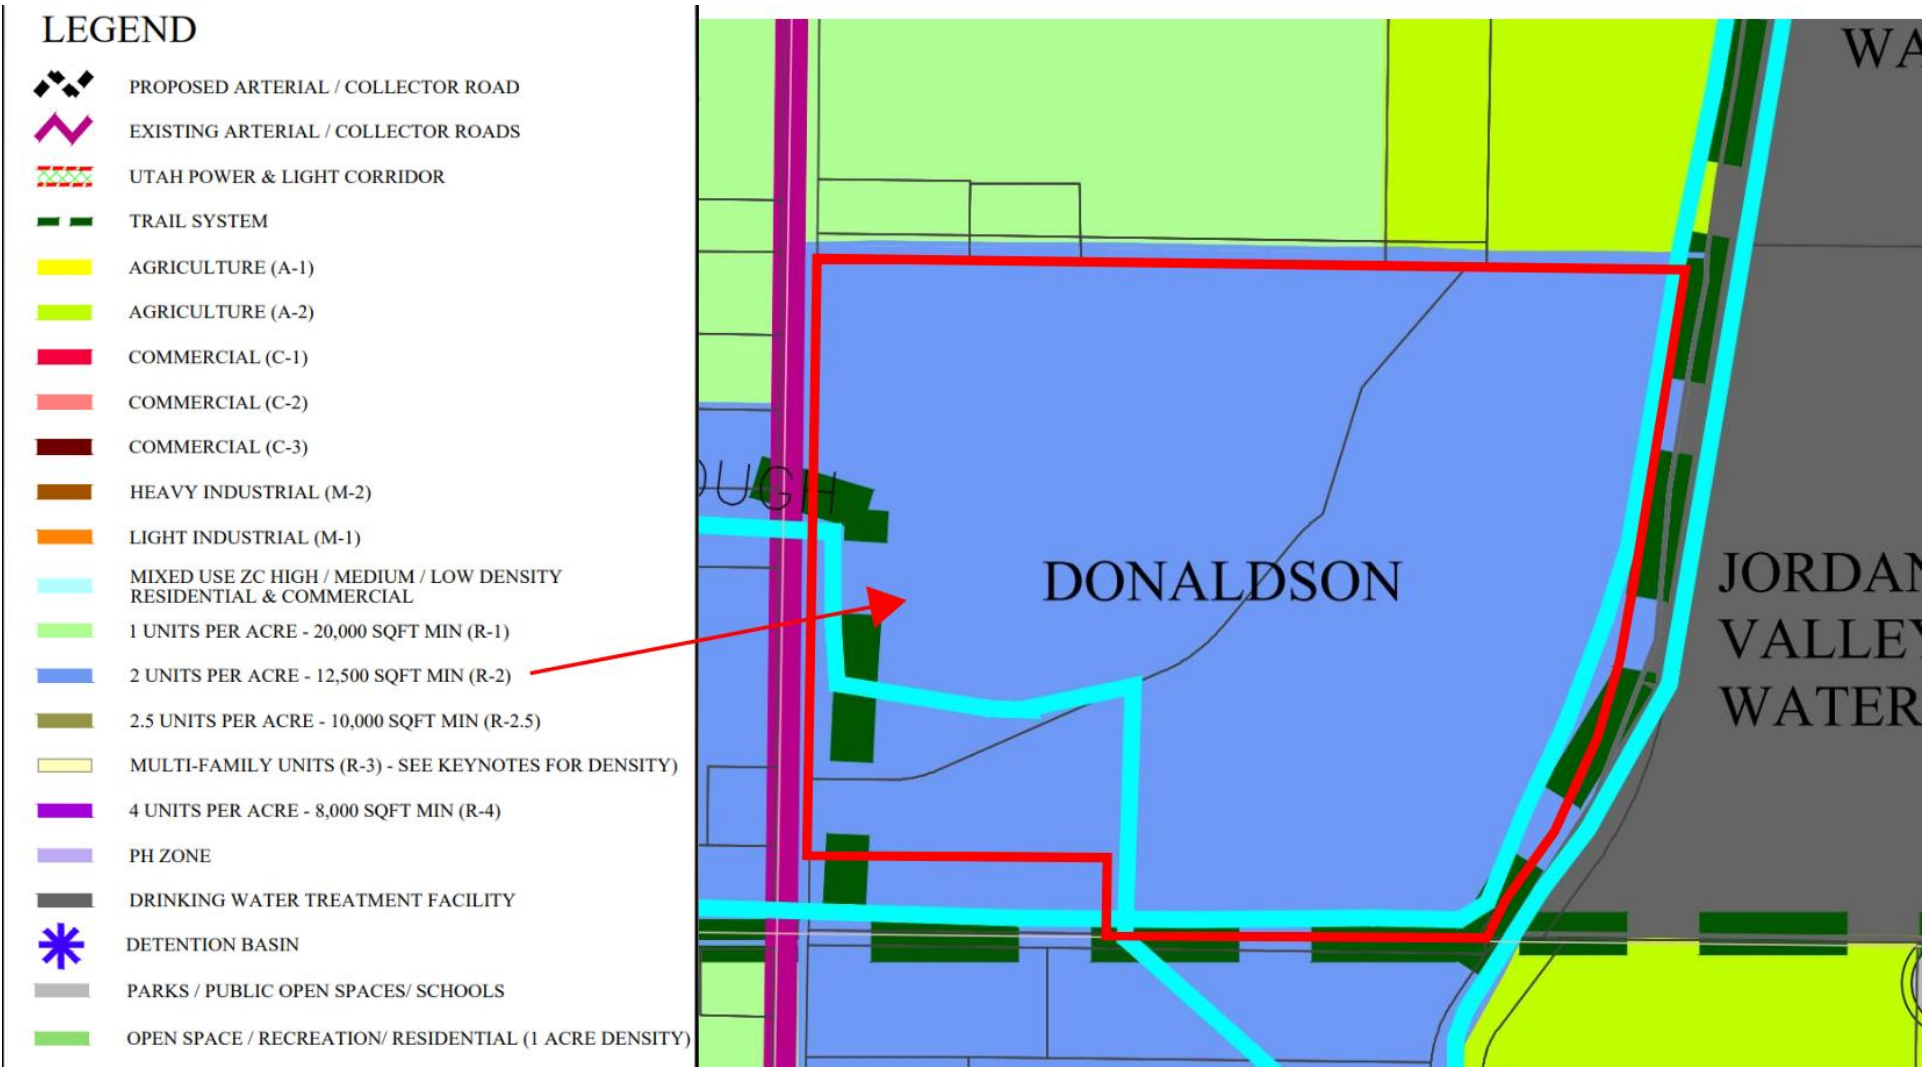 LEGEND
PROPOSED ARTERIAL / COLLECTOR ROAD
EXISTING ARTERIAL / COLLECTOR ROADS
UTAH POWER & LIGHT CORRIDOR
TRAIL SYSTEM
AGRICULTURE (A-1)
AGRICULTURE (A-2)
COMMERCIAL (C-1)
COMMERCIAL (C-2)
COMMERCIAL (C-3)
HEAVY INDUSTRIAL (M-2)
LIGHT INDUSTRIAL (M-1)
MIXED USE ZC HIGH / MEDIUM / LOW DENSITY
RESIDENTIAL & COMMERCIAL
1 UNITS PER ACRE - 20,000 SQFT MIN (R-1)
2 UNITS PER ACRE - 12,500 SQFT MIN (R-2)
2.5 UNITS PER ACRE - 10,000 SQFT MIN (R-2.5)
MULTI-FAMILY UNITS (R-3) - SEE KEYNOTES FOR DENSITY)
4 UNITS PER ACRE - 8,000 SQFT MIN (R-4)
PH ZONE
DRINKING WATER TREATMENT FACILITY
DETENTION BASIN
PARKS / PUBLIC OPEN SPACES/ SCHOOLS
OPEN SPACE / RECREATION/ RESIDENTIAL (1 ACRE DENSITY)
WA
OUGH
DONALDSON
JORDAN
VALLEY
WATER